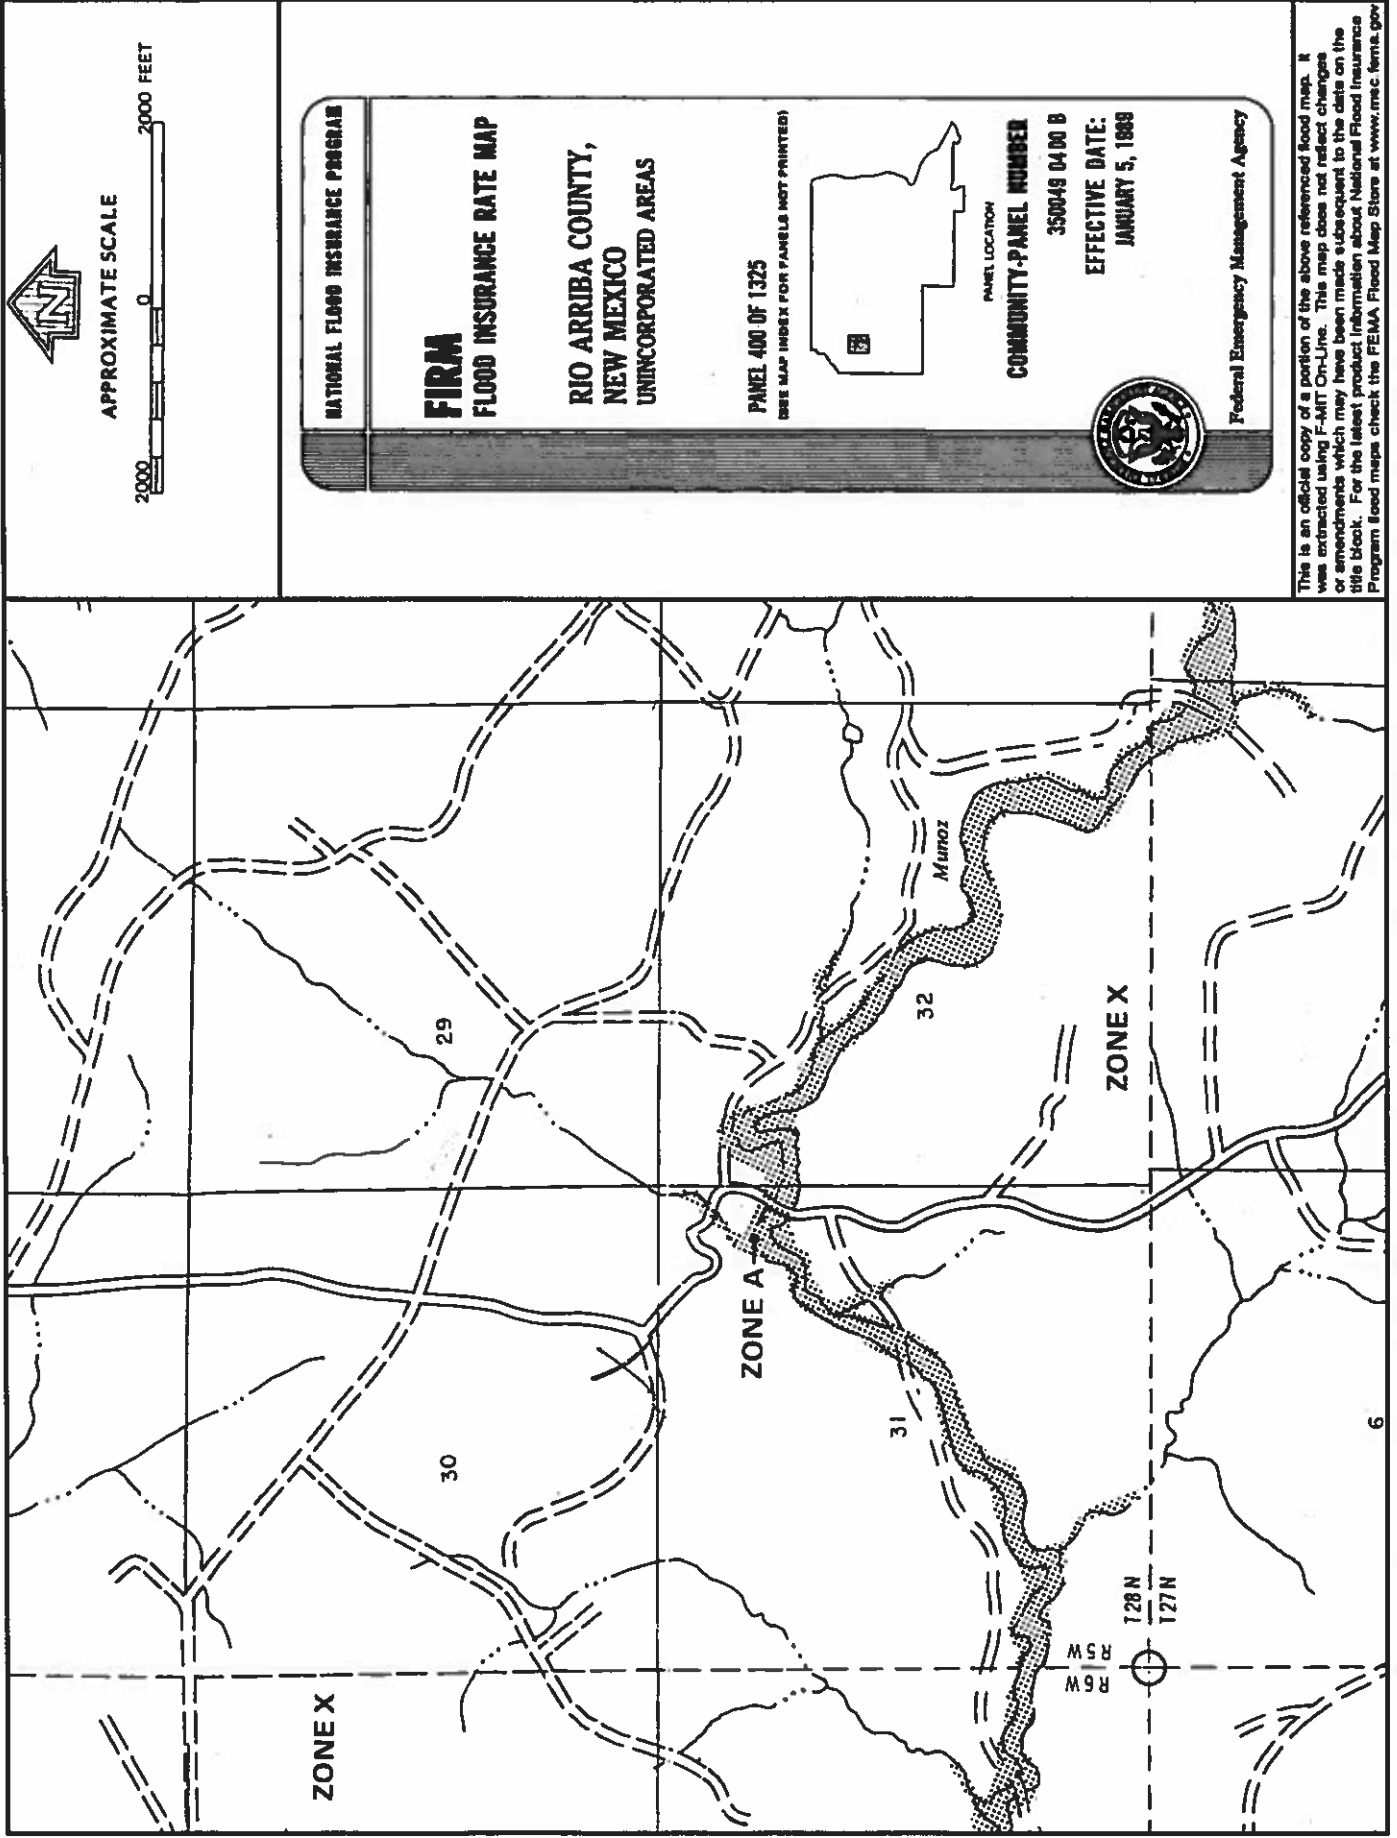 APPROXIMATE SCALE
2000 0 2000 FEET
N
NATIONAL FLOOD INSURANCE PROGRAM
FIRM
FLOOD INSURANCE RATE MAP
RIO ARRIBA COUNTY,
NEW MEXICO
UNINCORPORATED AREAS
PANEL 400 OF 1325
(SEE MAP INDEX FOR PANELS NOT PRINTED)
PANEL LOCATION
COMMUNITY-PANEL NUMBER
350049 0400 B
EFFECTIVE DATE:
JANUARY 5, 1989
Federal Emergency Management Agency
This is an official copy of a portion of the above referenced flood map. It
was extracted using F-MIT On-Line. This map does not reflect changes
or amendments which may have been made subsequent to the date on the
title block. For the latest product information about National Flood Insurance
Program flood maps check the FEMA Flood Map Store at www.msc.fema.gov
ZONE X
30
29
ZONE A
31
32
Munoz
ZONE X
R6W R5W
T28N
T27N
6